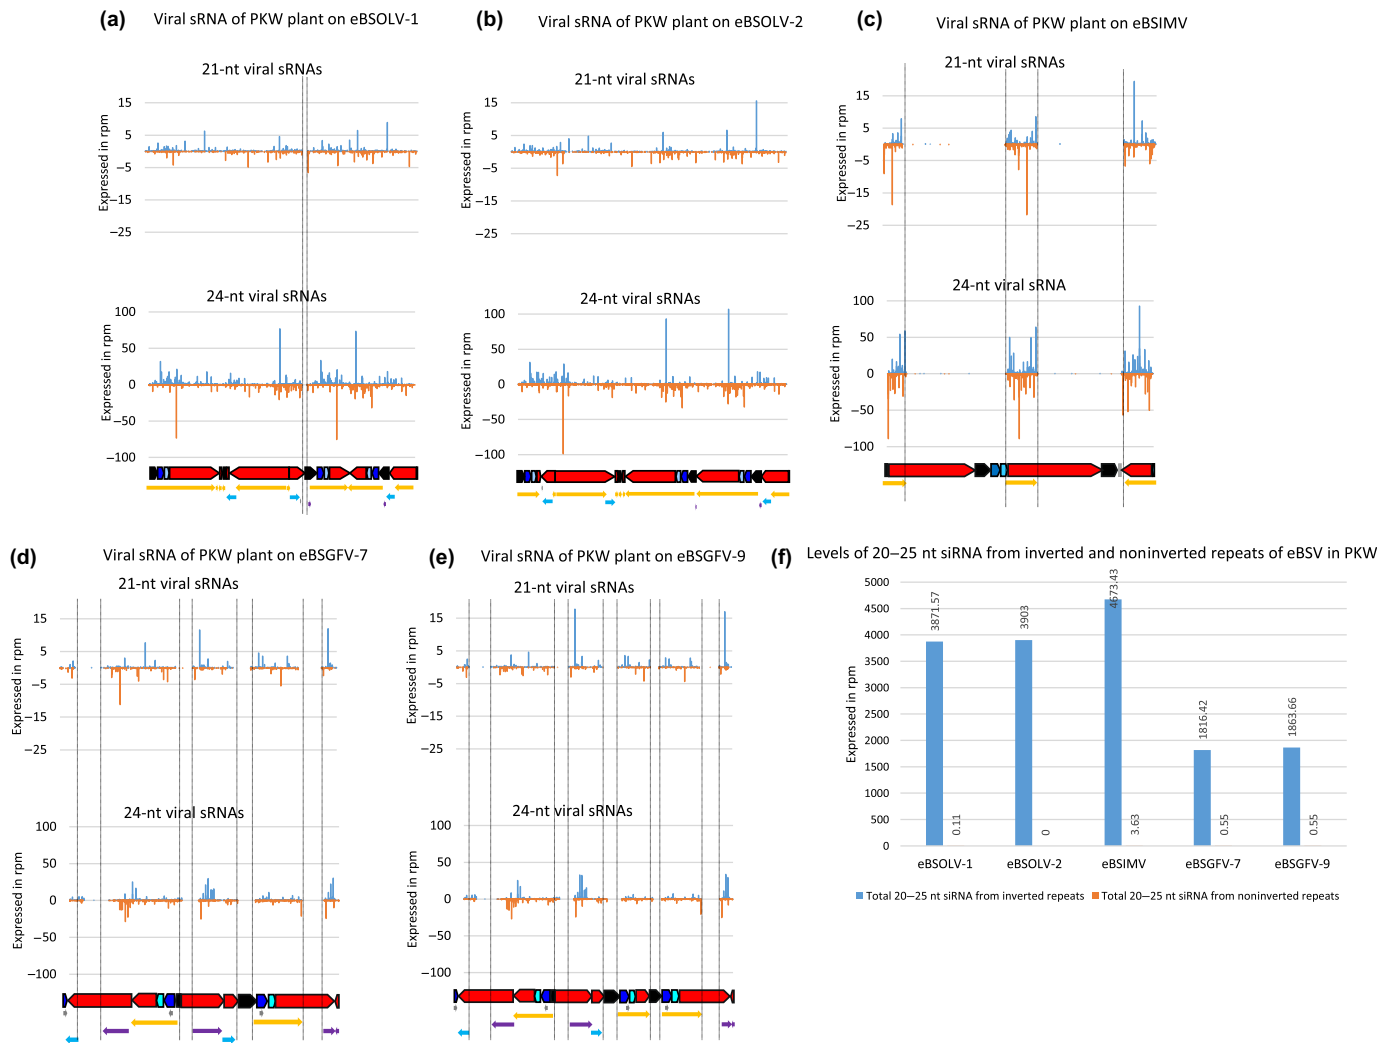 (a) Viral sRNA of PKW plant on eBSOLV-1
21-nt viral sRNAs
Expressed in rpm
15
5
−5
−15
−25
24-nt viral sRNAs
Expressed in rpm
100
50
0
−50
−100
(b) Viral sRNA of PKW plant on eBSOLV-2
21-nt viral sRNAs
Expressed in rpm
15
5
−5
−15
−25
24-nt viral sRNAs
Expressed in rpm
100
50
0
−50
−100
(c) Viral sRNA of PKW plant on eBSIMV
21-nt viral sRNAs
Expressed in rpm
15
5
−5
−15
−25
24-nt viral sRNA
Expressed in rpm
100
50
0
−50
−100
(d) Viral sRNA of PKW plant on eBSGFV-7
21-nt viral sRNAs
Expressed in rpm
15
5
−5
−15
−25
24-nt viral sRNAs
Expressed in rpm
100
50
0
−50
−100
(e) Viral sRNA of PKW plant on eBSGFV-9
21-nt viral sRNAs
Expressed in rpm
15
5
−5
−15
−25
24-nt viral sRNAs
Expressed in rpm
100
50
0
−50
−100
(f) Levels of 20–25 nt siRNA from inverted and noninverted repeats of eBSV in PKW
Expressed in rpm
5000
4500
4000
3500
3000
2500
2000
1500
1000
500
0
3871.57
0.11
3903
0
4673.43
3.63
1816.42
0.55
1863.66
0.55
eBSOLV-1 eBSOLV-2 eBSIMV eBSGFV-7 eBSGFV-9
Total 20–25 nt siRNA from inverted repeats Total 20–25 nt siRNA from noninverted repeats